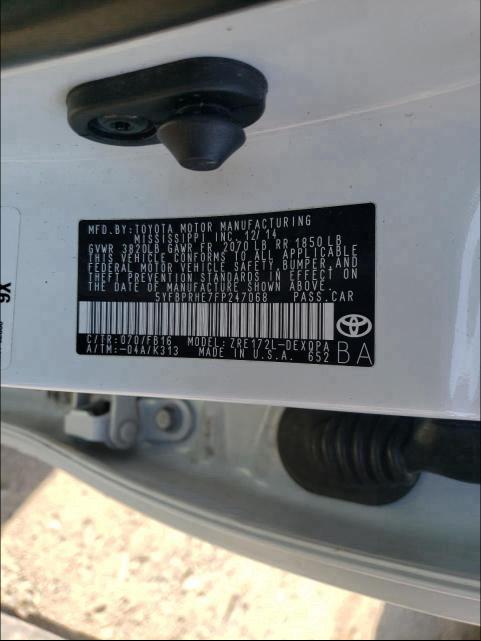 MFD.BY:TOYOTA MOTOR MANUFACTURING
MISSISSIPPI, INC. 12/14
GVWR 3820LB GAWR FR 2070LB RR 1850LB
THIS VEHICLE CONFORMS TO ALL APPLICABLE
FEDERAL MOTOR VEHICLE SAFETY, BUMPER, AND
THEFT PREVENTION STANDARDS IN EFFECT ON
THE DATE OF MANUFACTURE SHOWN ABOVE.
5YFBPRHE7FP247068 PASS.CAR
C/TR:070/FB16 MODEL:ZRE172L-DEXQPA
A/TM:-04A/K313 MADE IN U.S.A. 652
BA